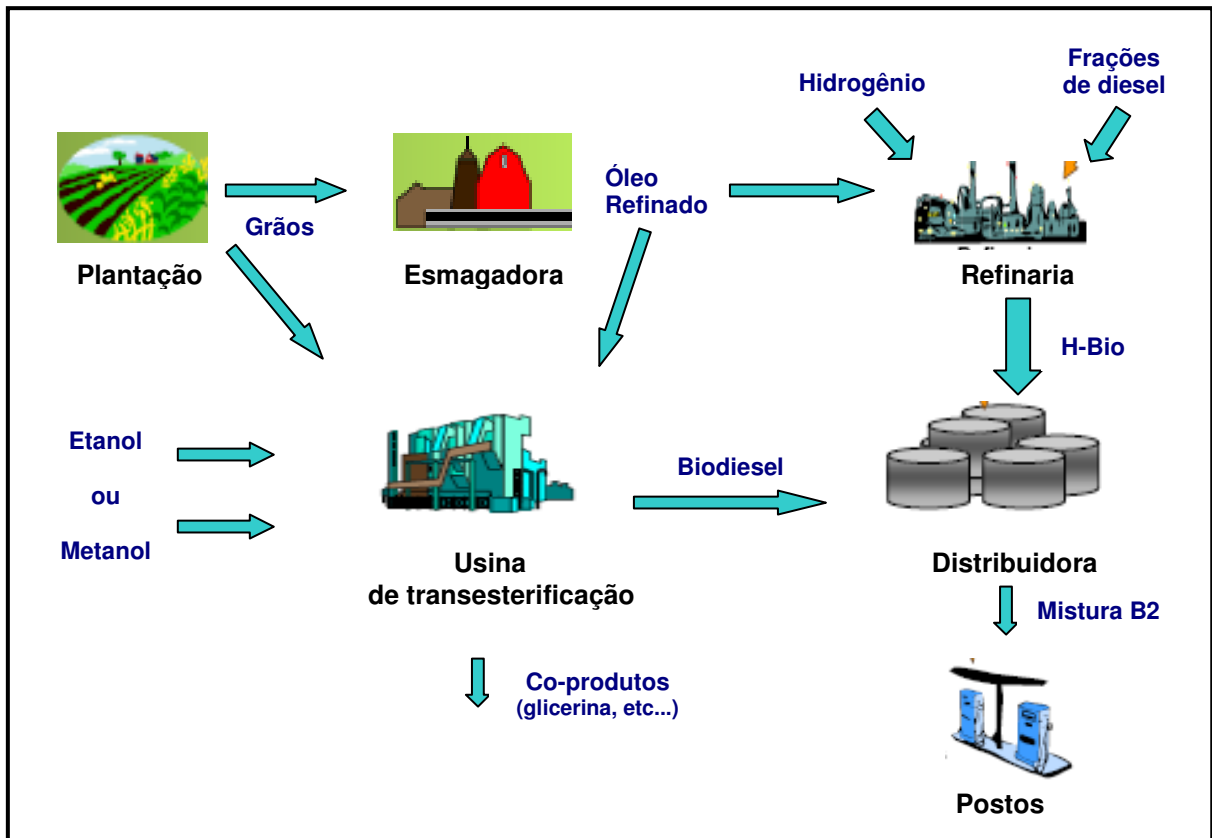 Hidrogênio
Frações
de diesel
Óleo
Refinado
Grãos
Plantação
Esmagadora
Refinaria
H-Bio
Etanol
ou
Metanol
Biodiesel
Usina
de transesterificação
Distribuidora
Mistura B2
Co-produtos
(glicerina, etc...)
Postos